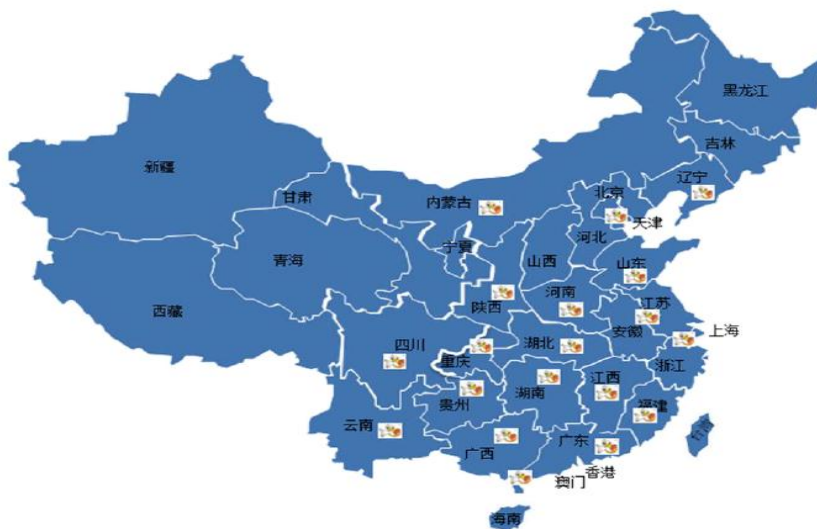 黑龙江
吉林
辽宁
新疆
甘肃
内蒙古
北京
天津
宁夏
河北
青海
山西
山东
西藏
陕西
河南
江苏
安徽
上海
四川
重庆
湖北
浙江
江西
湖南
贵州
福建
云南
广西
广东
台湾
香港
澳门
海南